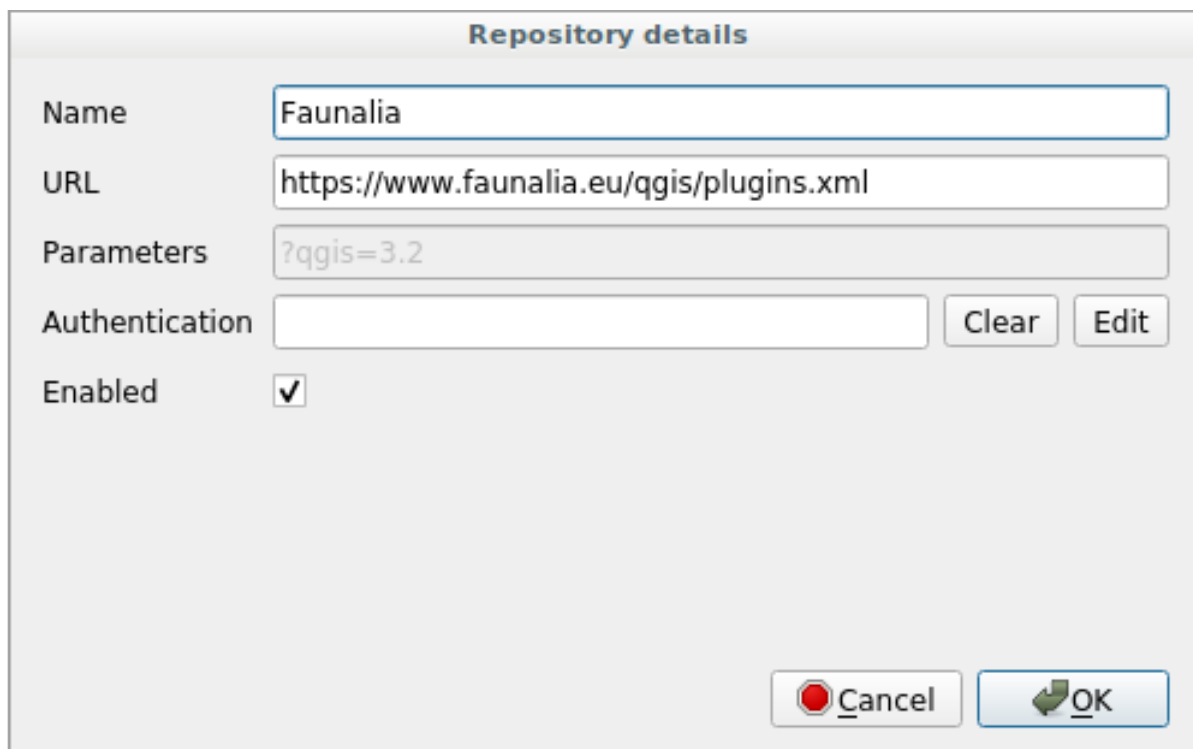 Repository details
Name Faunalia
URL https://www.faunalia.eu/qgis/plugins.xml
Parameters ?qgis=3.2
Authentication Clear Edit
Enabled
Cancel OK